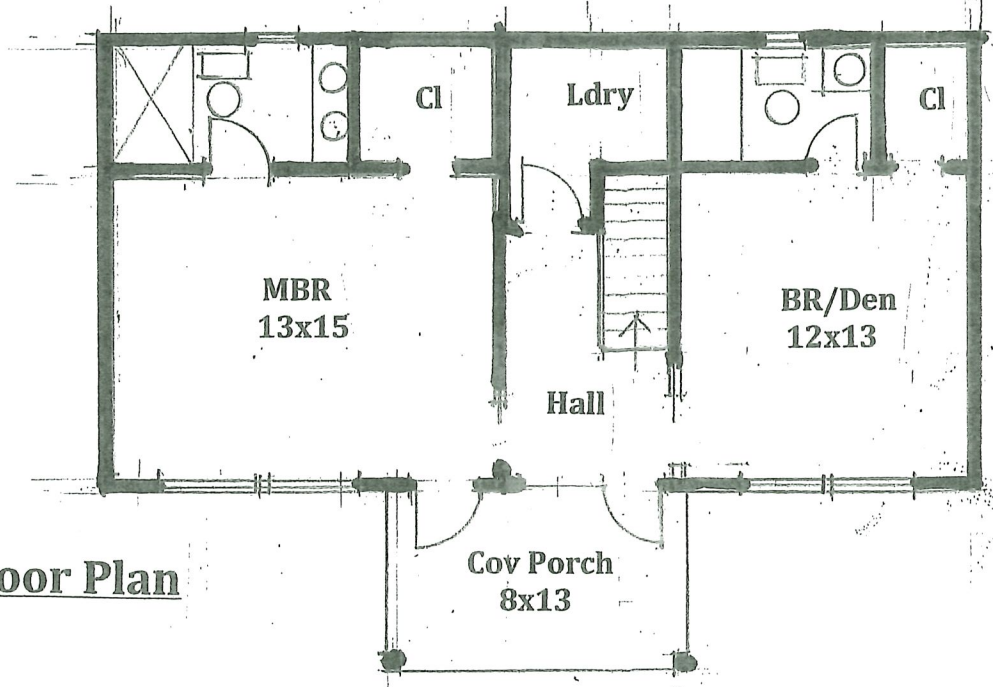 Cl
Ldry
Cl
MBR
13x15
BR/Den
12x13
Hall
Cov Porch
8x13
oor Plan